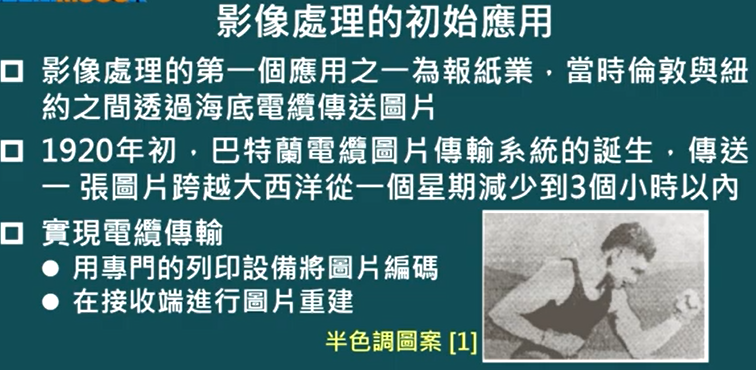 影像處理的初始應用
影像處理的第一個應用之一為報紙業，當時倫敦與紐
約之間透過海底電纜傳送圖片
1920年初，巴特蘭電纜圖片傳輸系統的誕生，傳送
一 張圖片跨越大西洋從一個星期減少到3個小時以內
實現電纜傳輸
用專門的列印設備將圖片編碼
在接收端進行圖片重建
半色調圖案 [1]